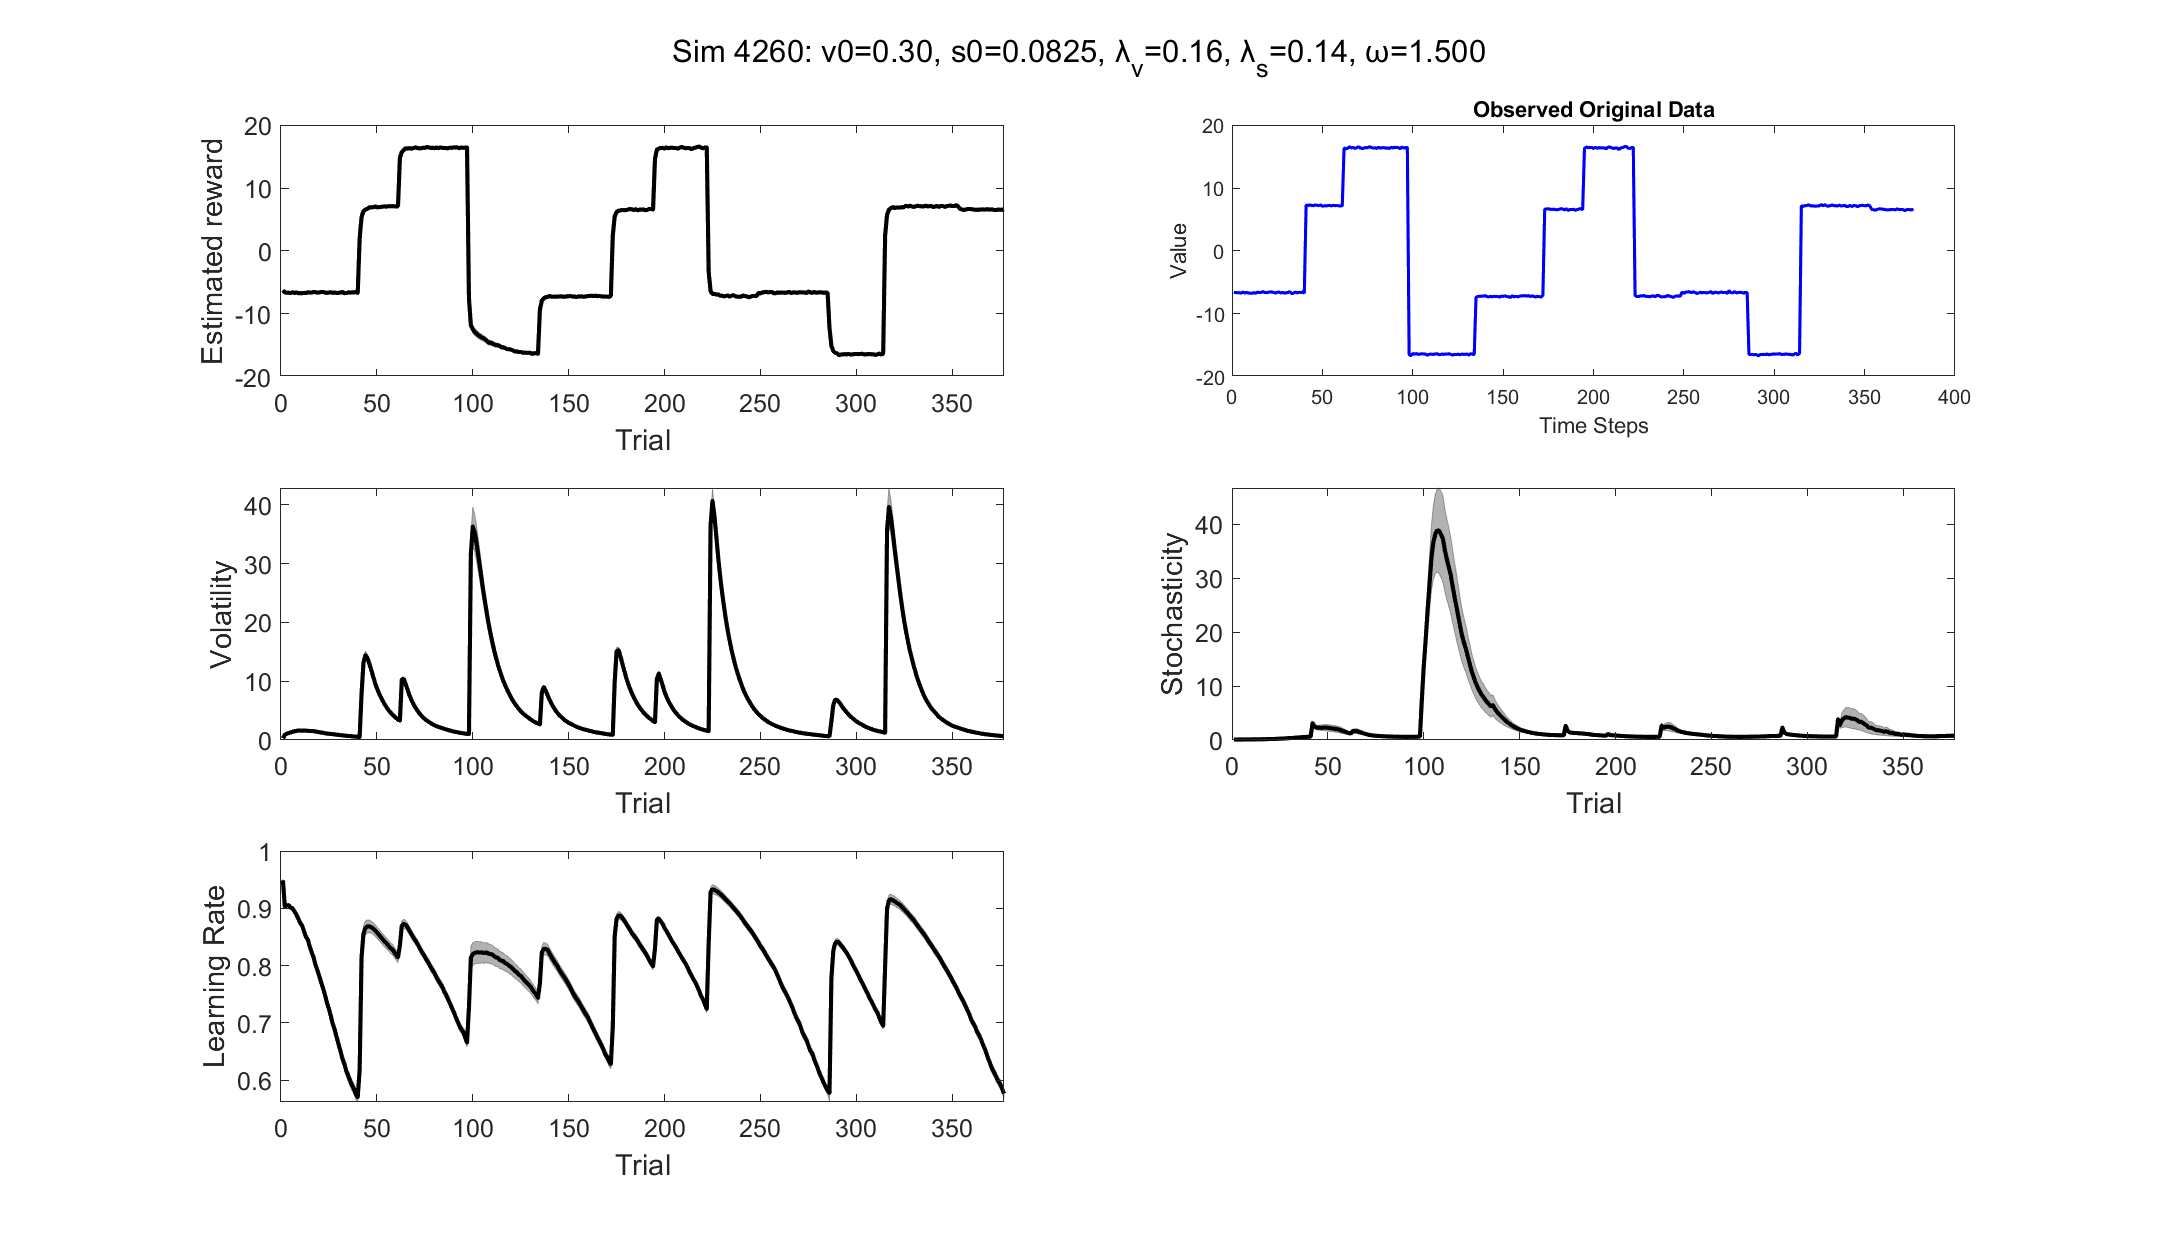 Sim 4260: v0=0.30, s0=0.0825, λ_v=0.16, λ_s=0.14, ω=1.500
Estimated reward
20
10
0
-10
-20
0 50 100 150 200 250 300 350
Trial
Observed Original Data
Value
20
10
0
-10
-20
0 50 100 150 200 250 300 350 400
Time Steps
Volatility
40
30
20
10
0
0 50 100 150 200 250 300 350
Trial
Stochasticity
40
30
20
10
0
0 50 100 150 200 250 300 350
Trial
Learning Rate
1
0.9
0.8
0.7
0.6
0 50 100 150 200 250 300 350
Trial